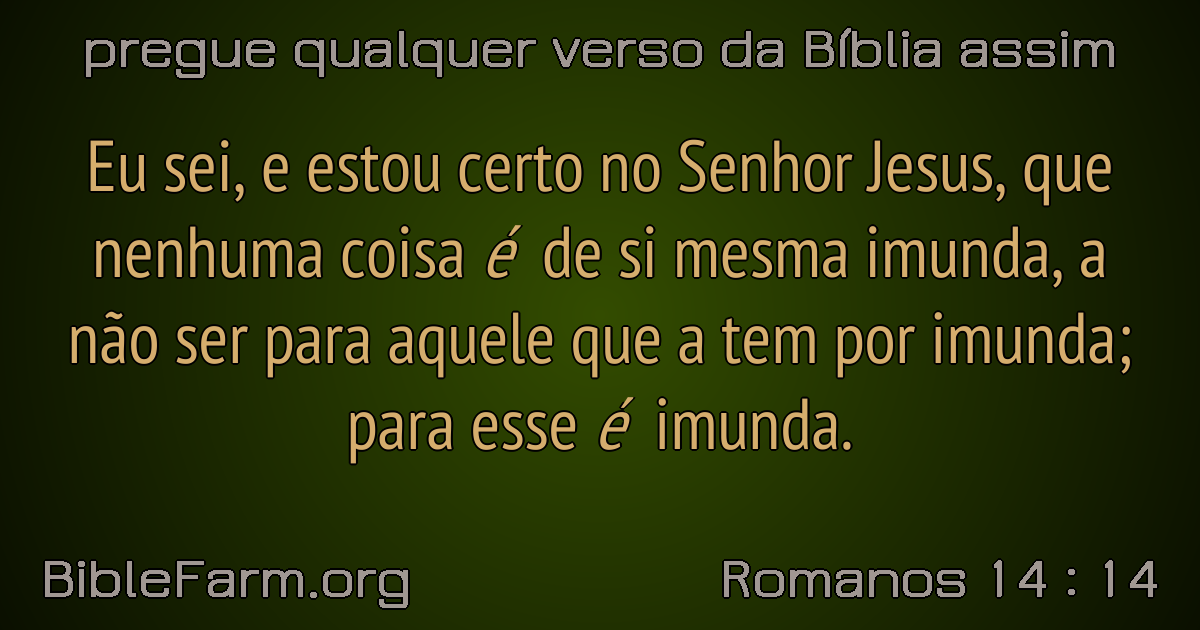 pregue qualquer verso da Bíblia assim
Eu sei, e estou certo no Senhor Jesus, que
nenhuma coisa é de si mesma imunda, a
não ser para aquele que a tem por imunda;
para esse é imunda.
BibleFarm.org
Romanos 14 : 14